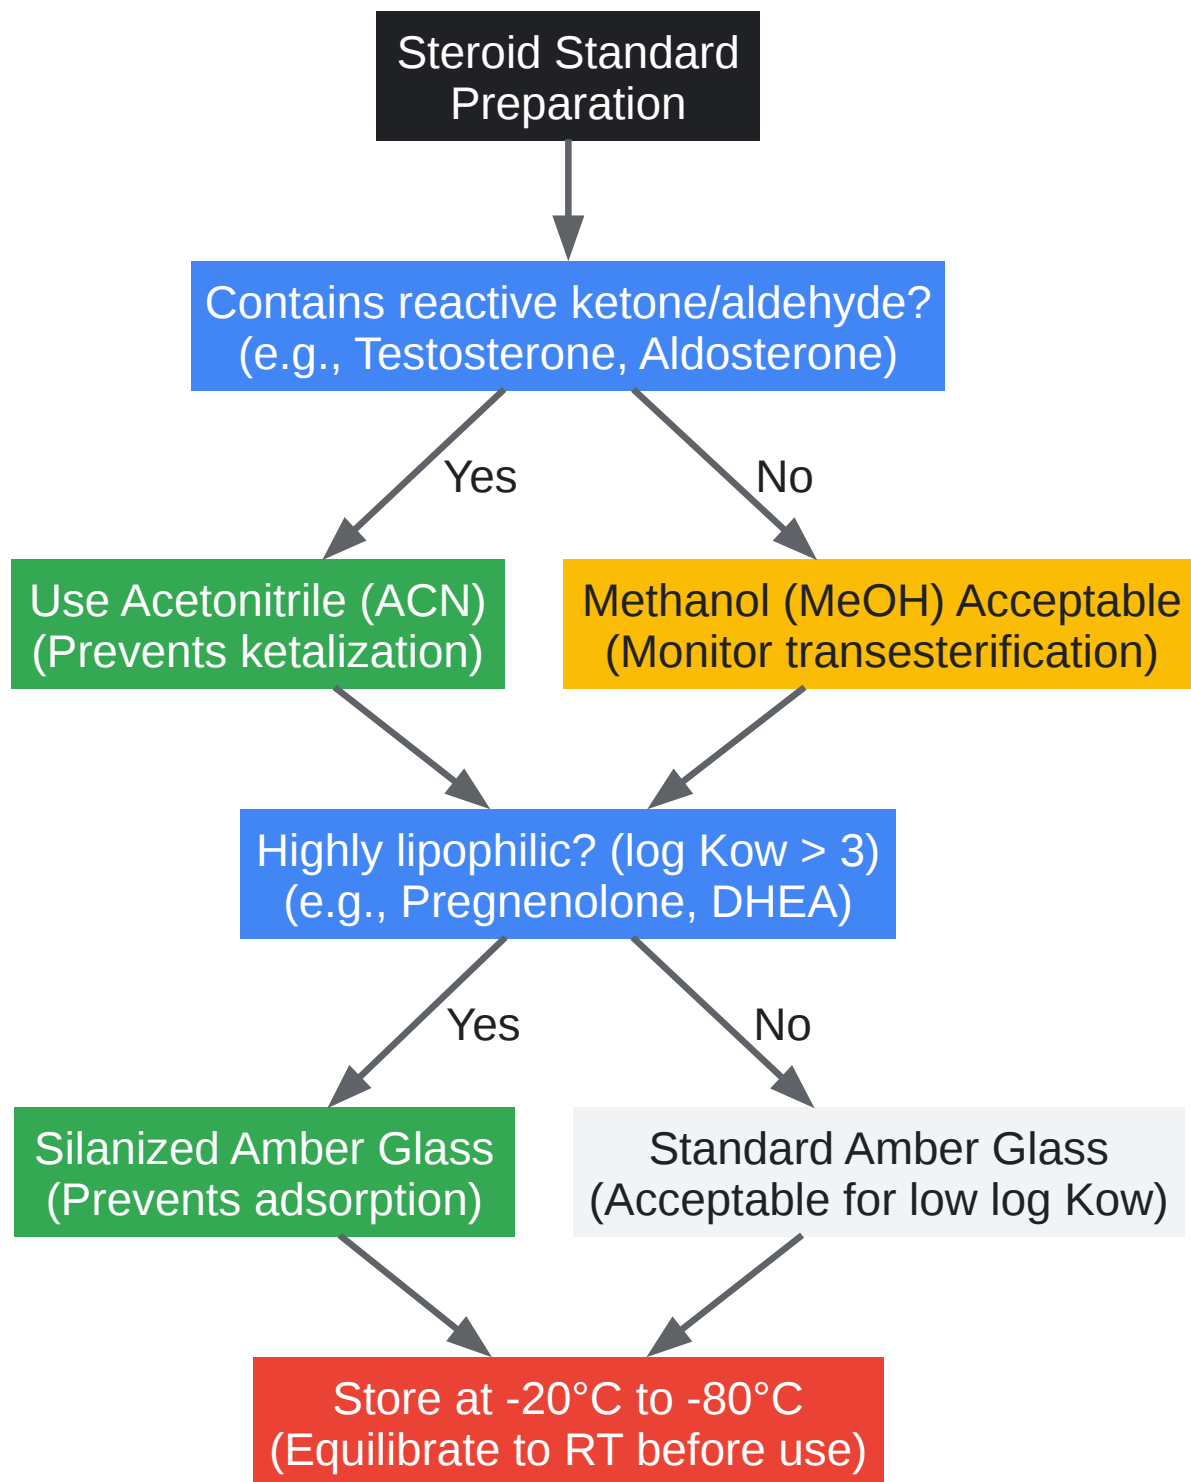 Steroid Standard
Preparation
Contains reactive ketone/aldehyde?
(e.g., Testosterone, Aldosterone)
Yes
No
Use Acetonitrile (ACN)
(Prevents ketalization)
Methanol (MeOH) Acceptable
(Monitor transesterification)
Highly lipophilic? (log Kow > 3)
(e.g., Pregnenolone, DHEA)
Yes
No
Silanized Amber Glass
(Prevents adsorption)
Standard Amber Glass
(Acceptable for low log Kow)
Store at -20°C to -80°C
(Equilibrate to RT before use)